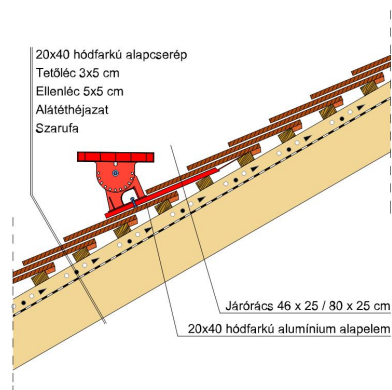 20x40 hódfarkú alapcserép
Tetőléc 3x5 cm
Ellenléc 5x5 cm
Alátéthéjazat
Szarufa
Járórács 46 x 25 / 80 x 25 cm
20x40 hódfarkú alumínium alapelem